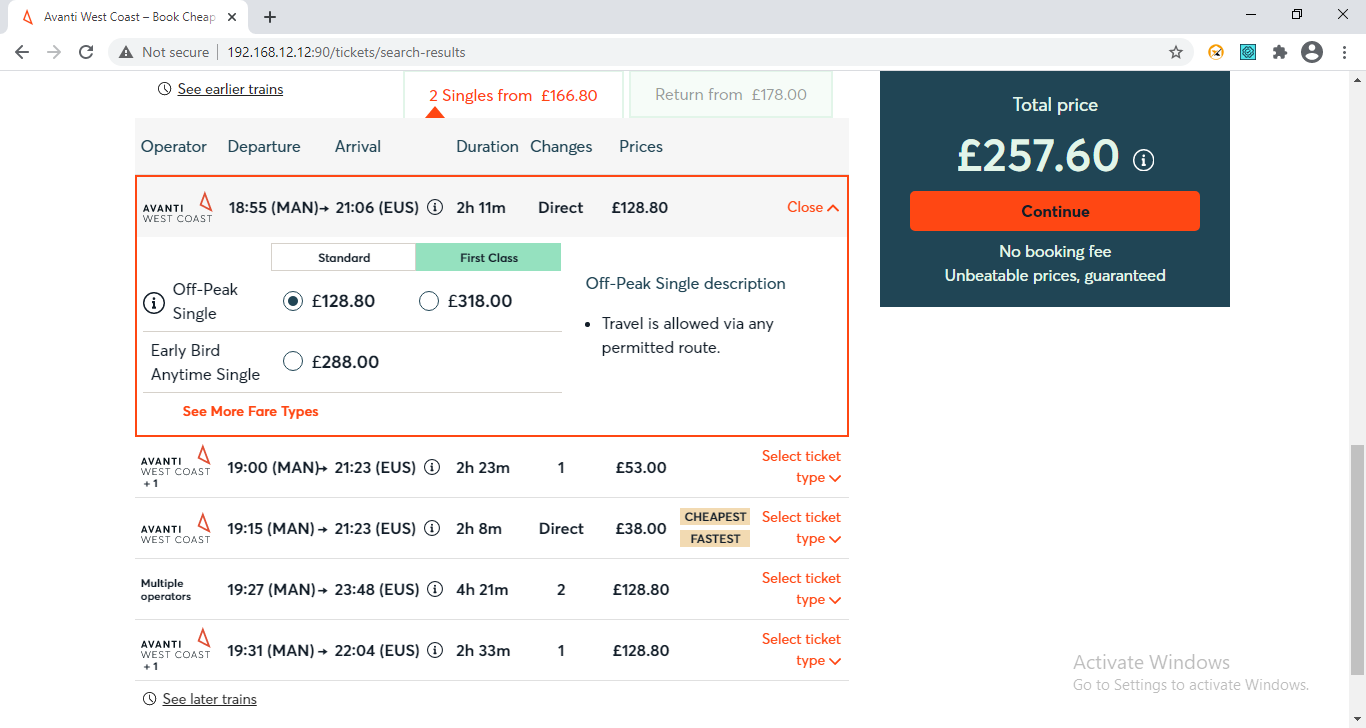 Avanti West Coast – Book Cheap
Not secure 192.168.12.12:90/tickets/search-results
See earlier trains
2 Singles from £166.80
Return from £178.00
Operator Departure Arrival Duration Changes Prices
AVANTI
WEST COAST
18:55 (MAN) → 21:06 (EUS) i 2h 11m Direct £128.80 Close
Standard First Class
i Off-Peak
Single
£128.80 £318.00
Early Bird
Anytime Single
£288.00
See More Fare Types
Off-Peak Single description
• Travel is allowed via any
permitted route.
AVANTI
WEST COAST
+ 1
19:00 (MAN) → 21:23 (EUS) i 2h 23m 1 £53.00
Select ticket
type
AVANTI
WEST COAST
19:15 (MAN) → 21:23 (EUS) i 2h 8m Direct £38.00
CHEAPEST
FASTEST
Select ticket
type
Multiple
operators
19:27 (MAN) → 23:48 (EUS) i 4h 21m 2 £128.80
Select ticket
type
AVANTI
WEST COAST
+ 1
19:31 (MAN) → 22:04 (EUS) i 2h 33m 1 £128.80
Select ticket
type
See later trains
Total price
£257.60 i
Continue
No booking fee
Unbeatable prices, guaranteed
Activate Windows
Go to Settings to activate Windows.